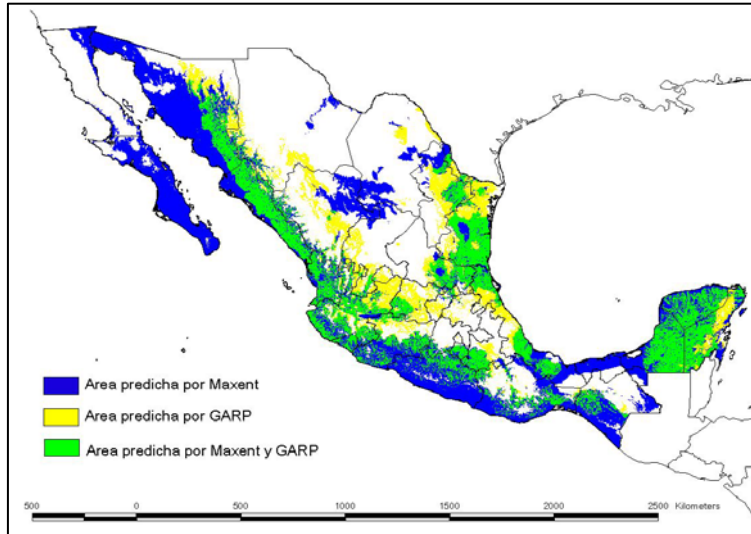 Area predicha por Maxent
Area predicha por GARP
Area predicha por Maxent y GARP
500 0 500 1000 1500 2000 2500 Kilometers